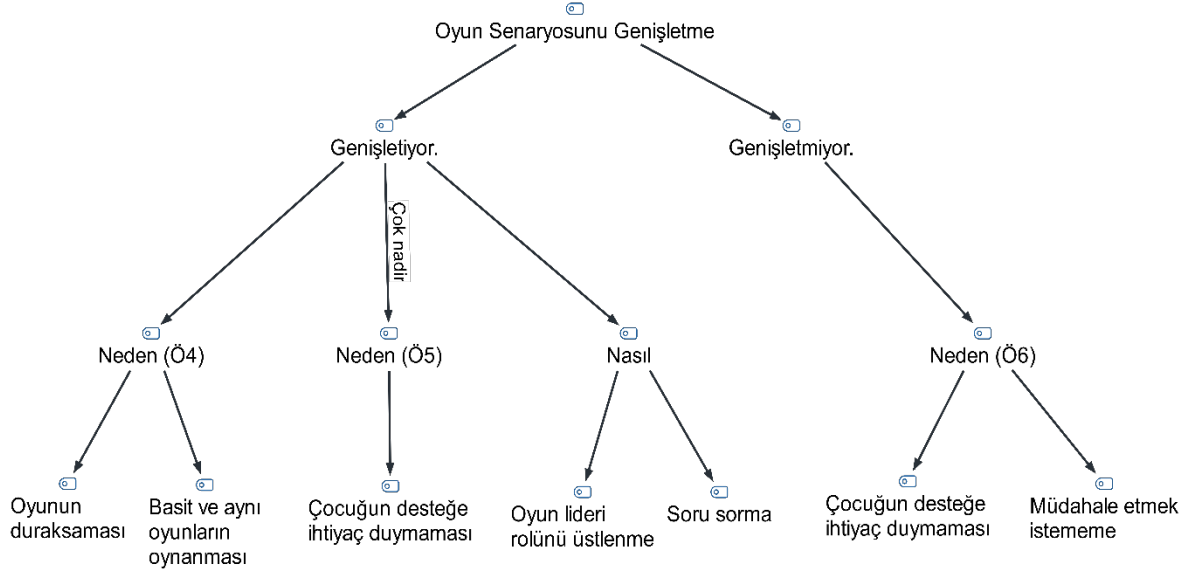 Oyun Senaryosunu Genişletme
Genişletiyor.
Genişletmiyor.
Çok nadir
Neden (Ö4)
Neden (Ö5)
Nasıl
Neden (Ö6)
Oyunun
duraksaması
Basit ve aynı
oyunların
oynanması
Çocuğun desteğe
ihtiyaç duymaması
Oyun lideri
rolünü üstlenme
Soru sorma
Çocuğun desteğe
ihtiyaç duymaması
Müdahale etmek
istememe